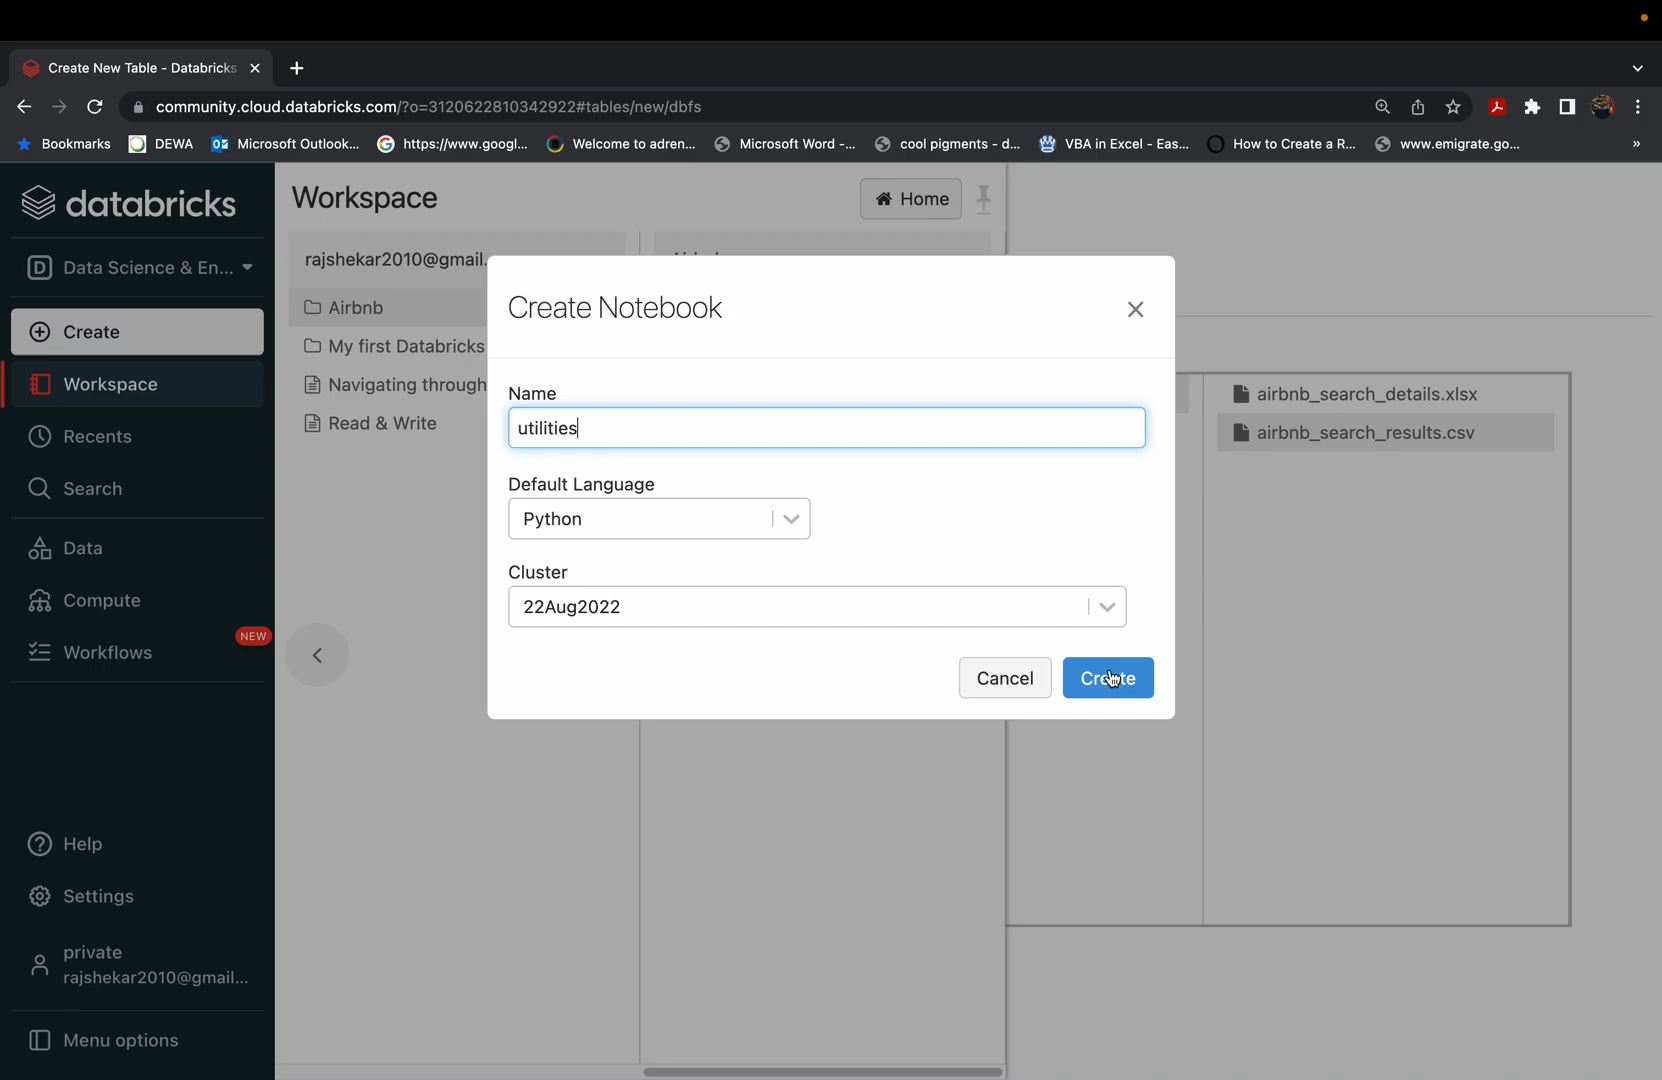 Create New Table - Databricks
community.cloud.databricks.com/?o=3120622810342922#tables/new/dbfs
Bookmarks DEWA Microsoft Outlook... https://www.googl... Welcome to adren... Microsoft Word -... cool pigments - d... VBA in Excel - Eas... How to Create a R... www.emigrate.go... »
databricks
Data Science & En...
Create
Workspace
Recents
Search
Data
Compute
NEW
Workflows
Help
Settings
private
rajshekar2010@gmail...
Menu options
Workspace
Home
rajshekar2010@gmail.
Airbnb
My first Databricks
Navigating through
Read & Write
Create Notebook
Name
utilities
Default Language
Python
Cluster
22Aug2022
Cancel
Create
airbnb_search_details.xlsx
airbnb_search_results.csv